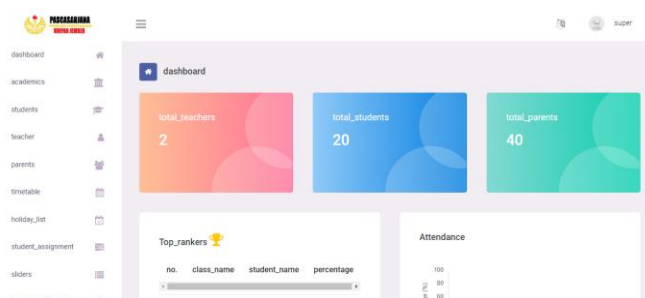 PASCASARJANA
super
dashboard
academics
students
teacher
parents
timetable
holiday_list
student_assignment
sliders
dashboard
total_teachers
2
total_students
20
total_parents
40
Top_rankers
no. class_name student_name percentage
Attendance
100
80
60